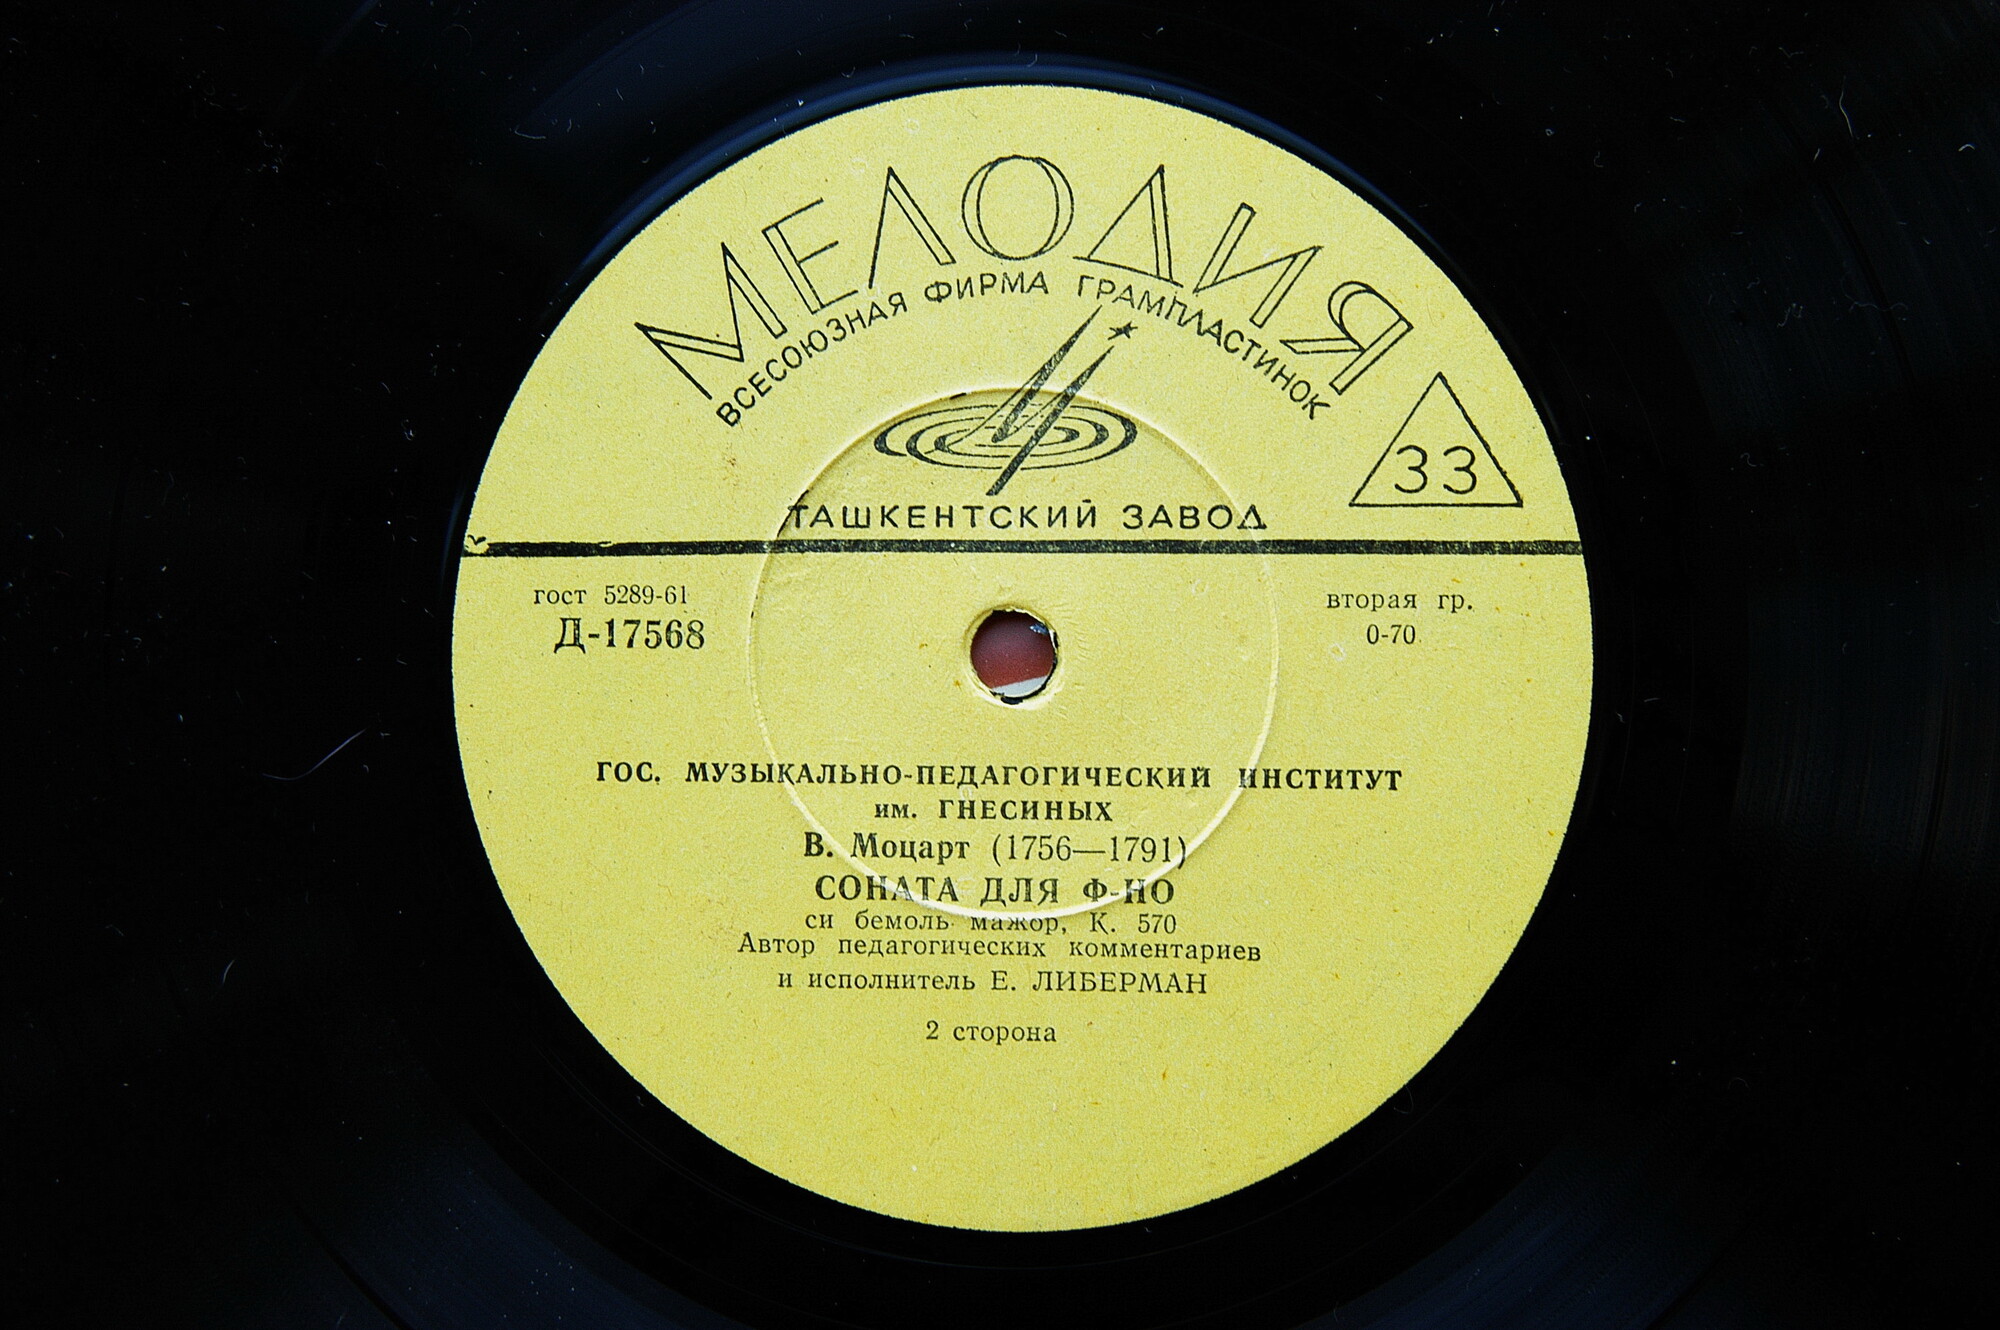 МЕЛОДИЯ
ВСЕСОЮЗНАЯ ФИРМА ГРАМПЛАСТИНОК
33
ТАШКЕНТСКИЙ ЗАВОД
гост 5289-61
Д-17568
вторая гр.
0-70
ГОС. МУЗЫКАЛЬНО-ПЕДАГОГИЧЕСКИЙ ИНСТИТУТ
им. ГНЕСИНЫХ
В. Моцарт (1756—1791)
СОНАТА ДЛЯ Ф-НО
си бемоль мажор, К. 570
Автор педагогических комментариев
и исполнитель Е. ЛИБЕРМАН
2 сторона